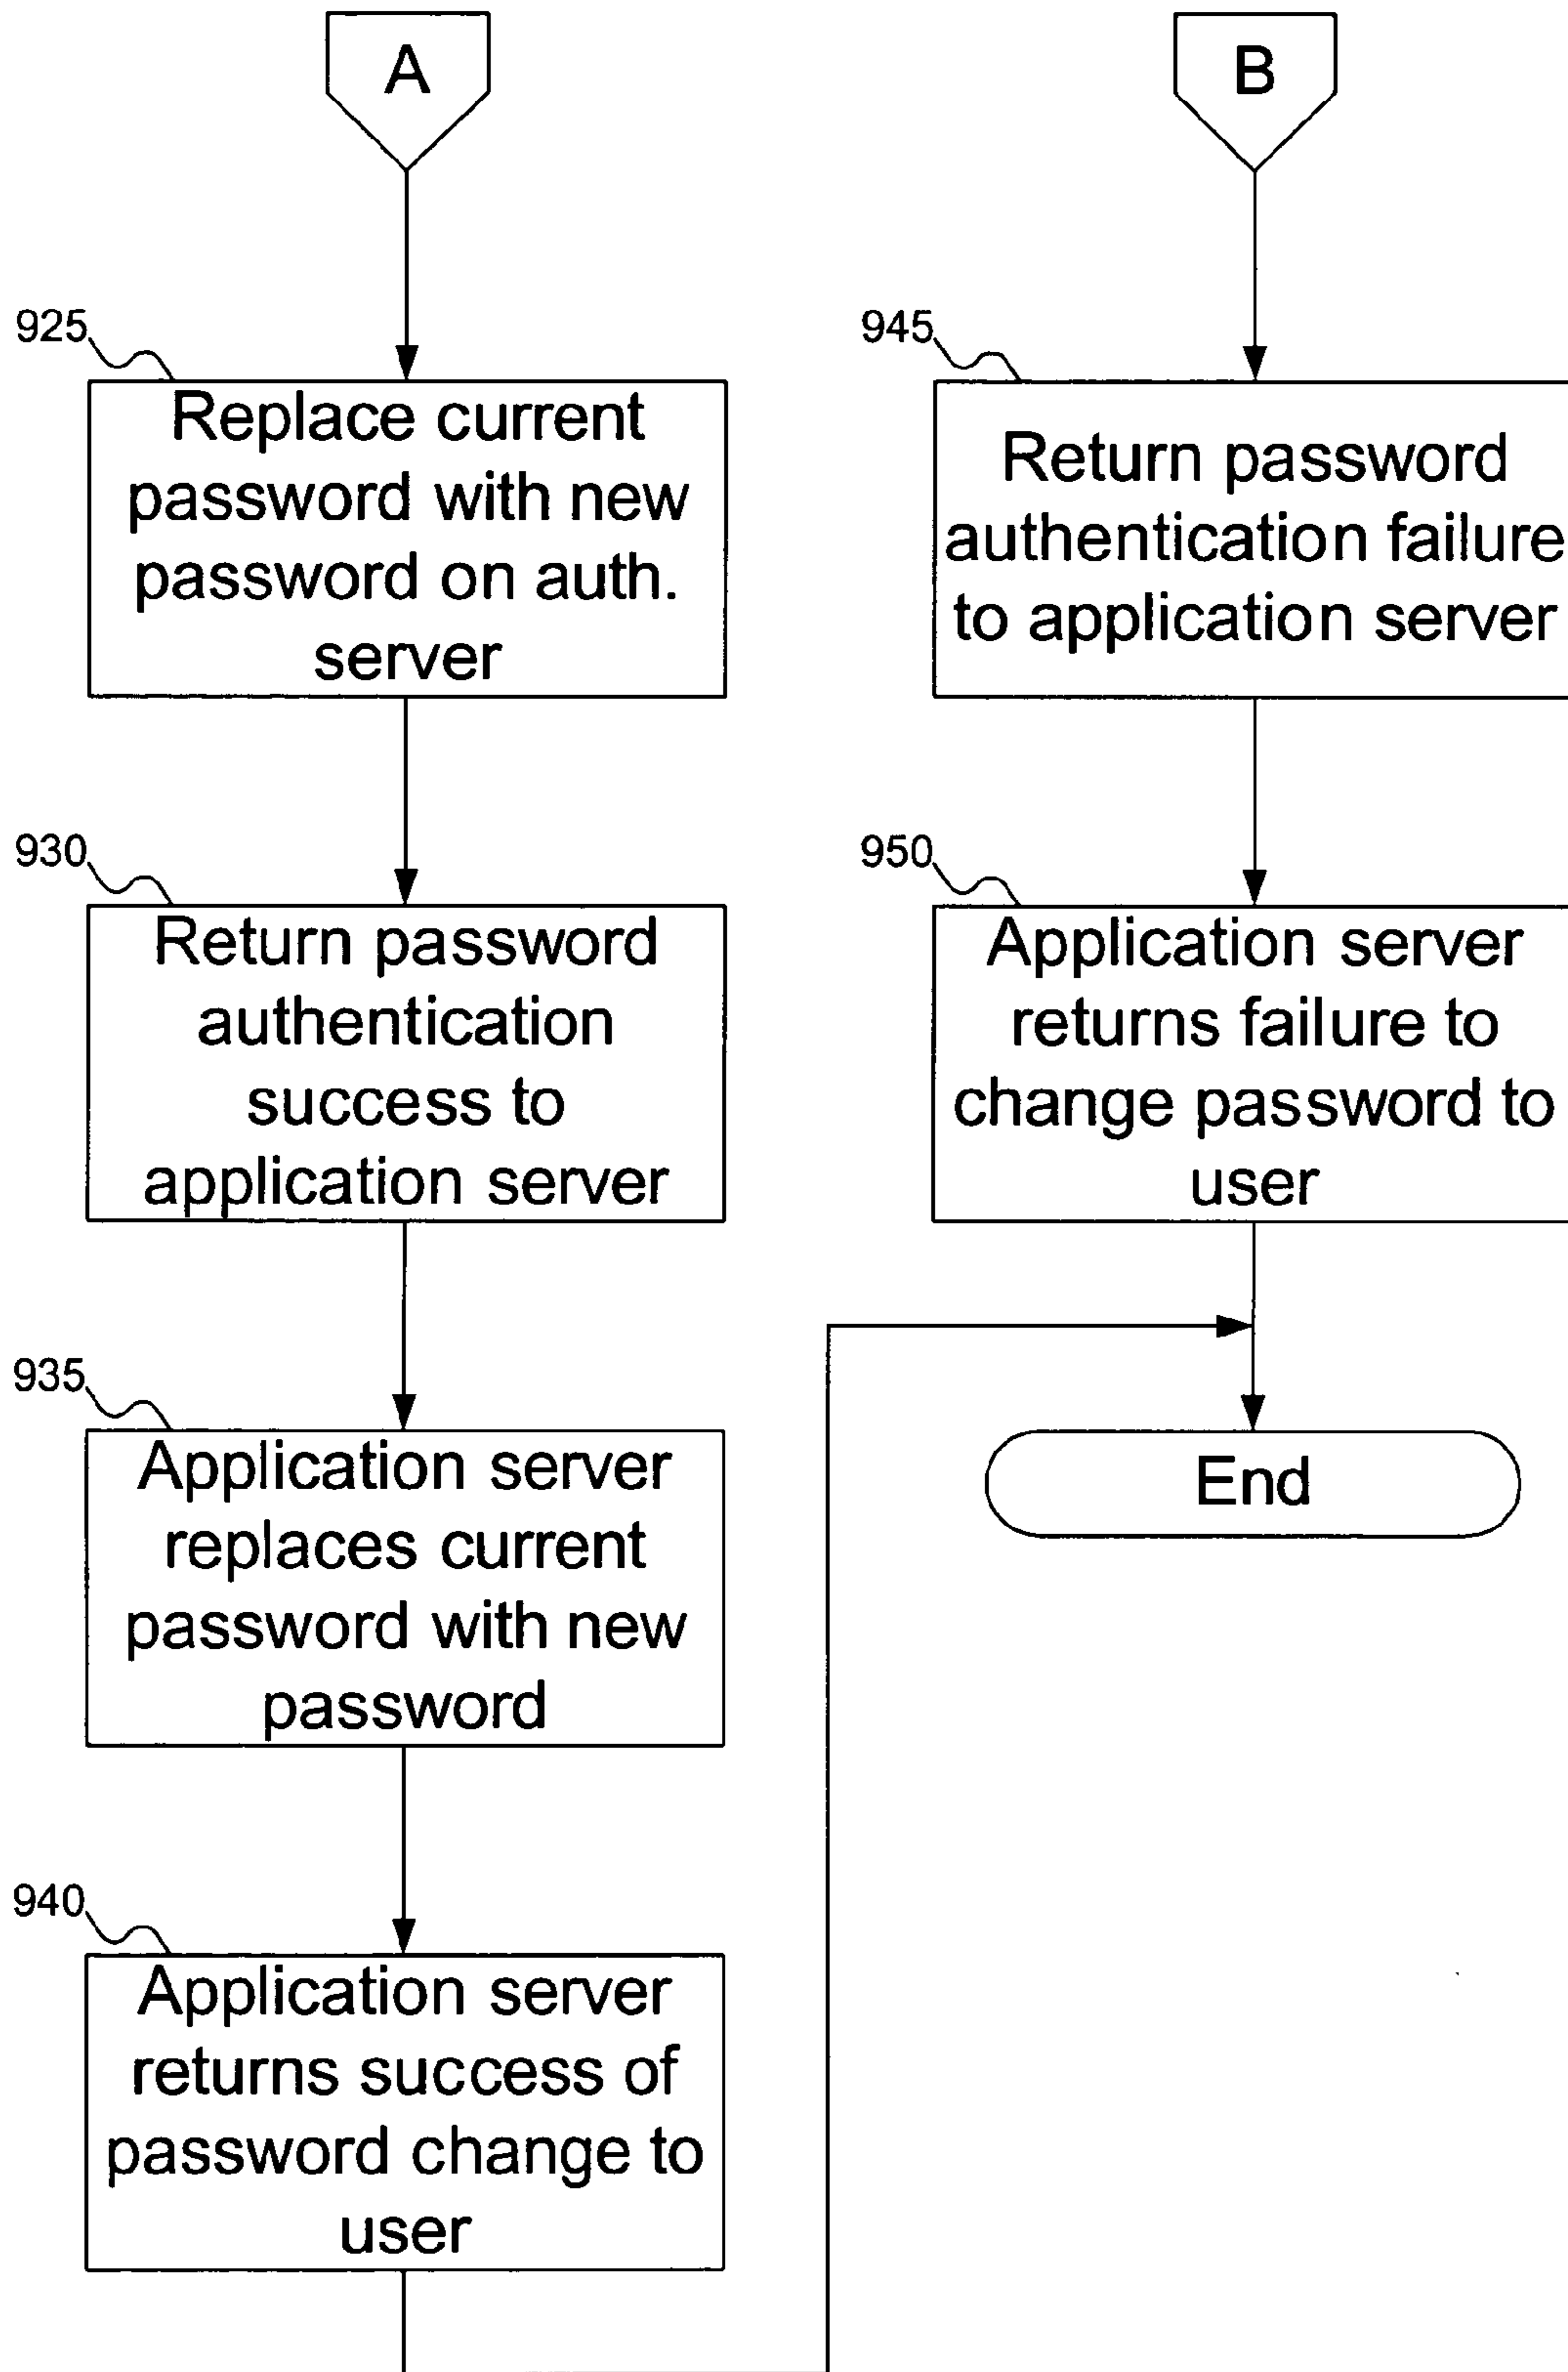 A
925
Replace current
password with new
password on auth.
server
930
Return password
authentication
success to
application server
935
Application server
replaces current
password with new
password
940
Application server
returns success of
password change to
user
B
945
Return password
authentication failure
to application server
950
Application server
returns failure to
change password to
user
End